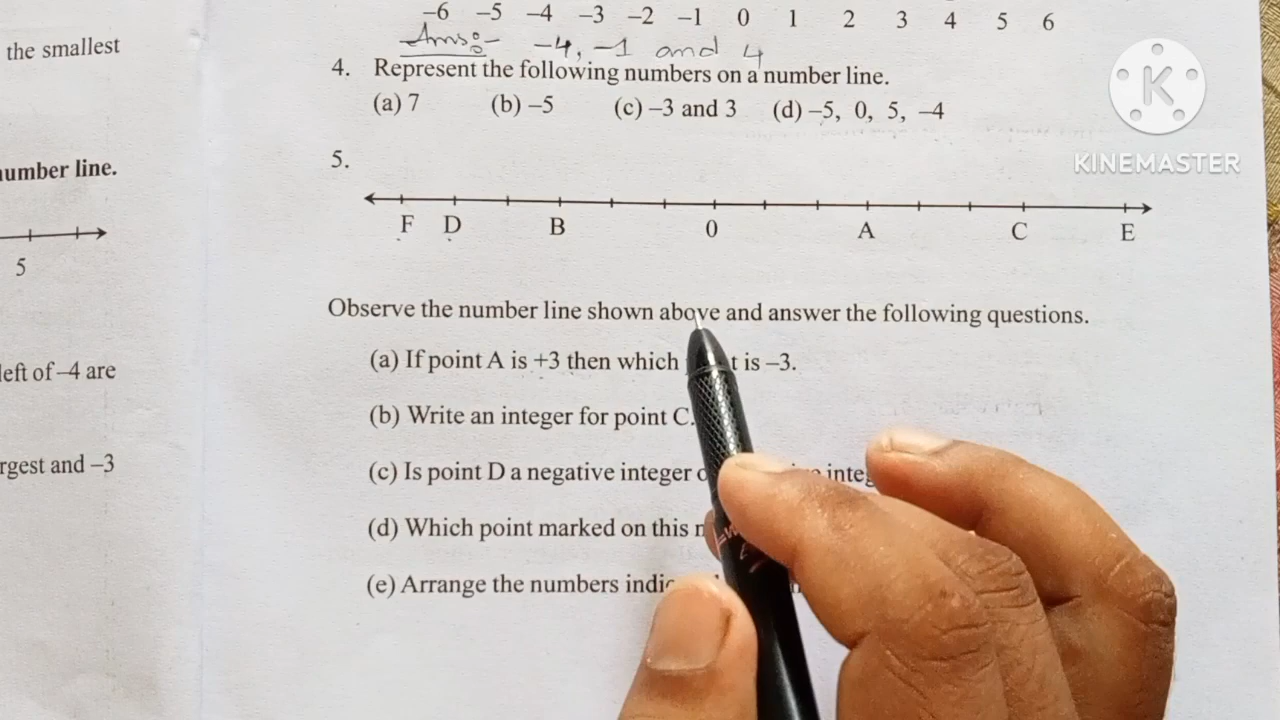 the smallest
number line.
5
left of –4 are
rgest and –3
–6 –5 –4 –3 –2 –1 0 1 2 3 4 5 6
Ans:- –4, –1 and 4
4. Represent the following numbers on a number line.
(a) 7 (b) –5 (c) –3 and 3 (d) –5, 0, 5, –4
5.
F D B 0 A C E
Observe the number line shown above and answer the following questions.
(a) If point A is +3 then which is –3.
(b) Write an integer for point C.
(c) Is point D a negative integer
(d) Which point marked on this
(e) Arrange the numbers
K
KINEMASTER